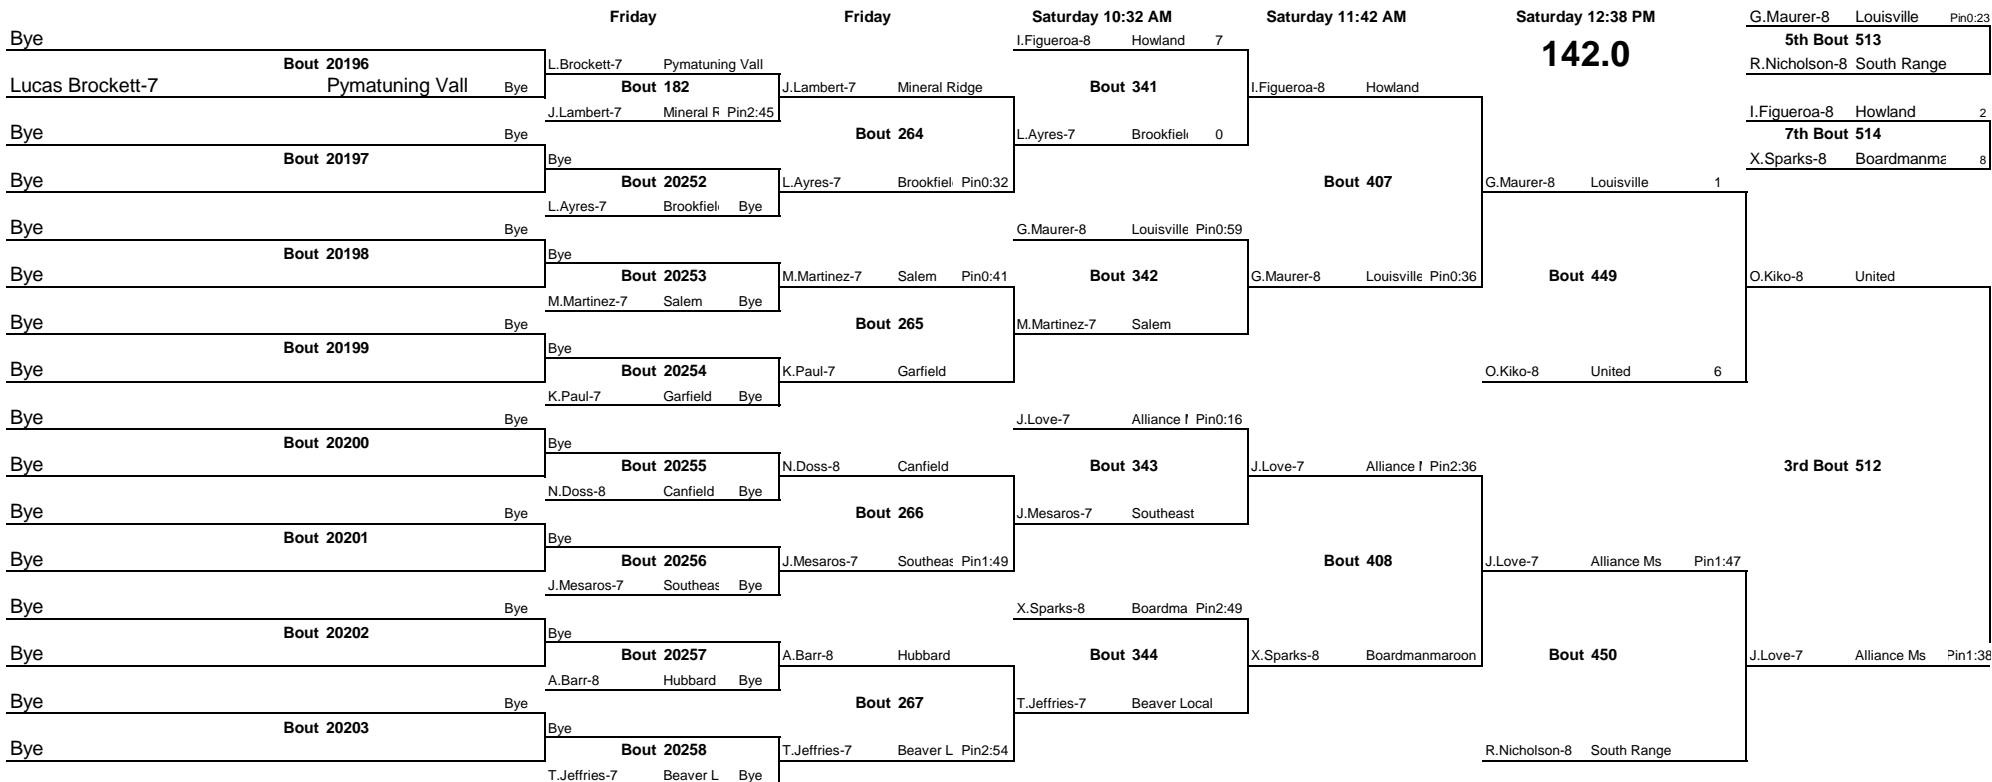 Friday Friday Saturday 10:32 AM Saturday 11:42 AM Saturday 12:38 PM G.Maurer-8 Louisville Pin0:23
Bye I.Figueroa-8 Howland 7 142.0 5th Bout 513
Bout 20196 L.Brockett-7 Pymatuning Vall R.Nicholson-8 South Range
Lucas Brockett-7 Pymatuning Vall Bye Bout 182 J.Lambert-7 Mineral Ridge Bout 341 I.Figueroa-8 Howland
J.Lambert-7 Mineral R Pin2:45 I.Figueroa-8 Howland 2
Bye Bye Bout 264 L.Ayres-7 Brookfiel 0 7th Bout 514
Bout 20197 Bye X.Sparks-8 Boardmanma 8
Bye Bout 20252 L.Ayres-7 Brookfiel Pin0:32 Bout 407 G.Maurer-8 Louisville 1
L.Ayres-7 Brookfiel Bye
Bye Bye G.Maurer-8 Louisville Pin0:59
Bout 20198 Bye
Bye Bout 20253 M.Martinez-7 Salem Pin0:41 Bout 342 G.Maurer-8 Louisville Pin0:36 Bout 449 O.Kiko-8 United
M.Martinez-7 Salem Bye
Bye Bye Bout 265 M.Martinez-7 Salem
Bout 20199 Bye
Bye Bout 20254 K.Paul-7 Garfield O.Kiko-8 United 6
K.Paul-7 Garfield Bye
Bye Bye J.Love-7 Alliance M Pin0:16
Bout 20200 Bye
Bye Bout 20255 N.Doss-8 Canfield Bout 343 J.Love-7 Alliance M Pin2:36 3rd Bout 512
N.Doss-8 Canfield Bye
Bye Bye Bout 266 J.Mesaros-7 Southeast
Bout 20201 Bye
Bye Bout 20256 J.Mesaros-7 Southeas Pin1:49 Bout 408 J.Love-7 Alliance Ms Pin1:47
J.Mesaros-7 Southeas Bye
Bye Bye X.Sparks-8 Boardma Pin2:49
Bout 20202 Bye
Bye Bout 20257 A.Barr-8 Hubbard Bout 344 X.Sparks-8 Boardmanmaroon Bout 450 J.Love-7 Alliance Ms Pin1:38
A.Barr-8 Hubbard Bye
Bye Bye Bout 267 T.Jeffries-7 Beaver Local
Bout 20203 Bye
Bye Bout 20258 T.Jeffries-7 Beaver L Pin2:54 R.Nicholson-8 South Range
T.Jeffries-7 Beaver L Bye